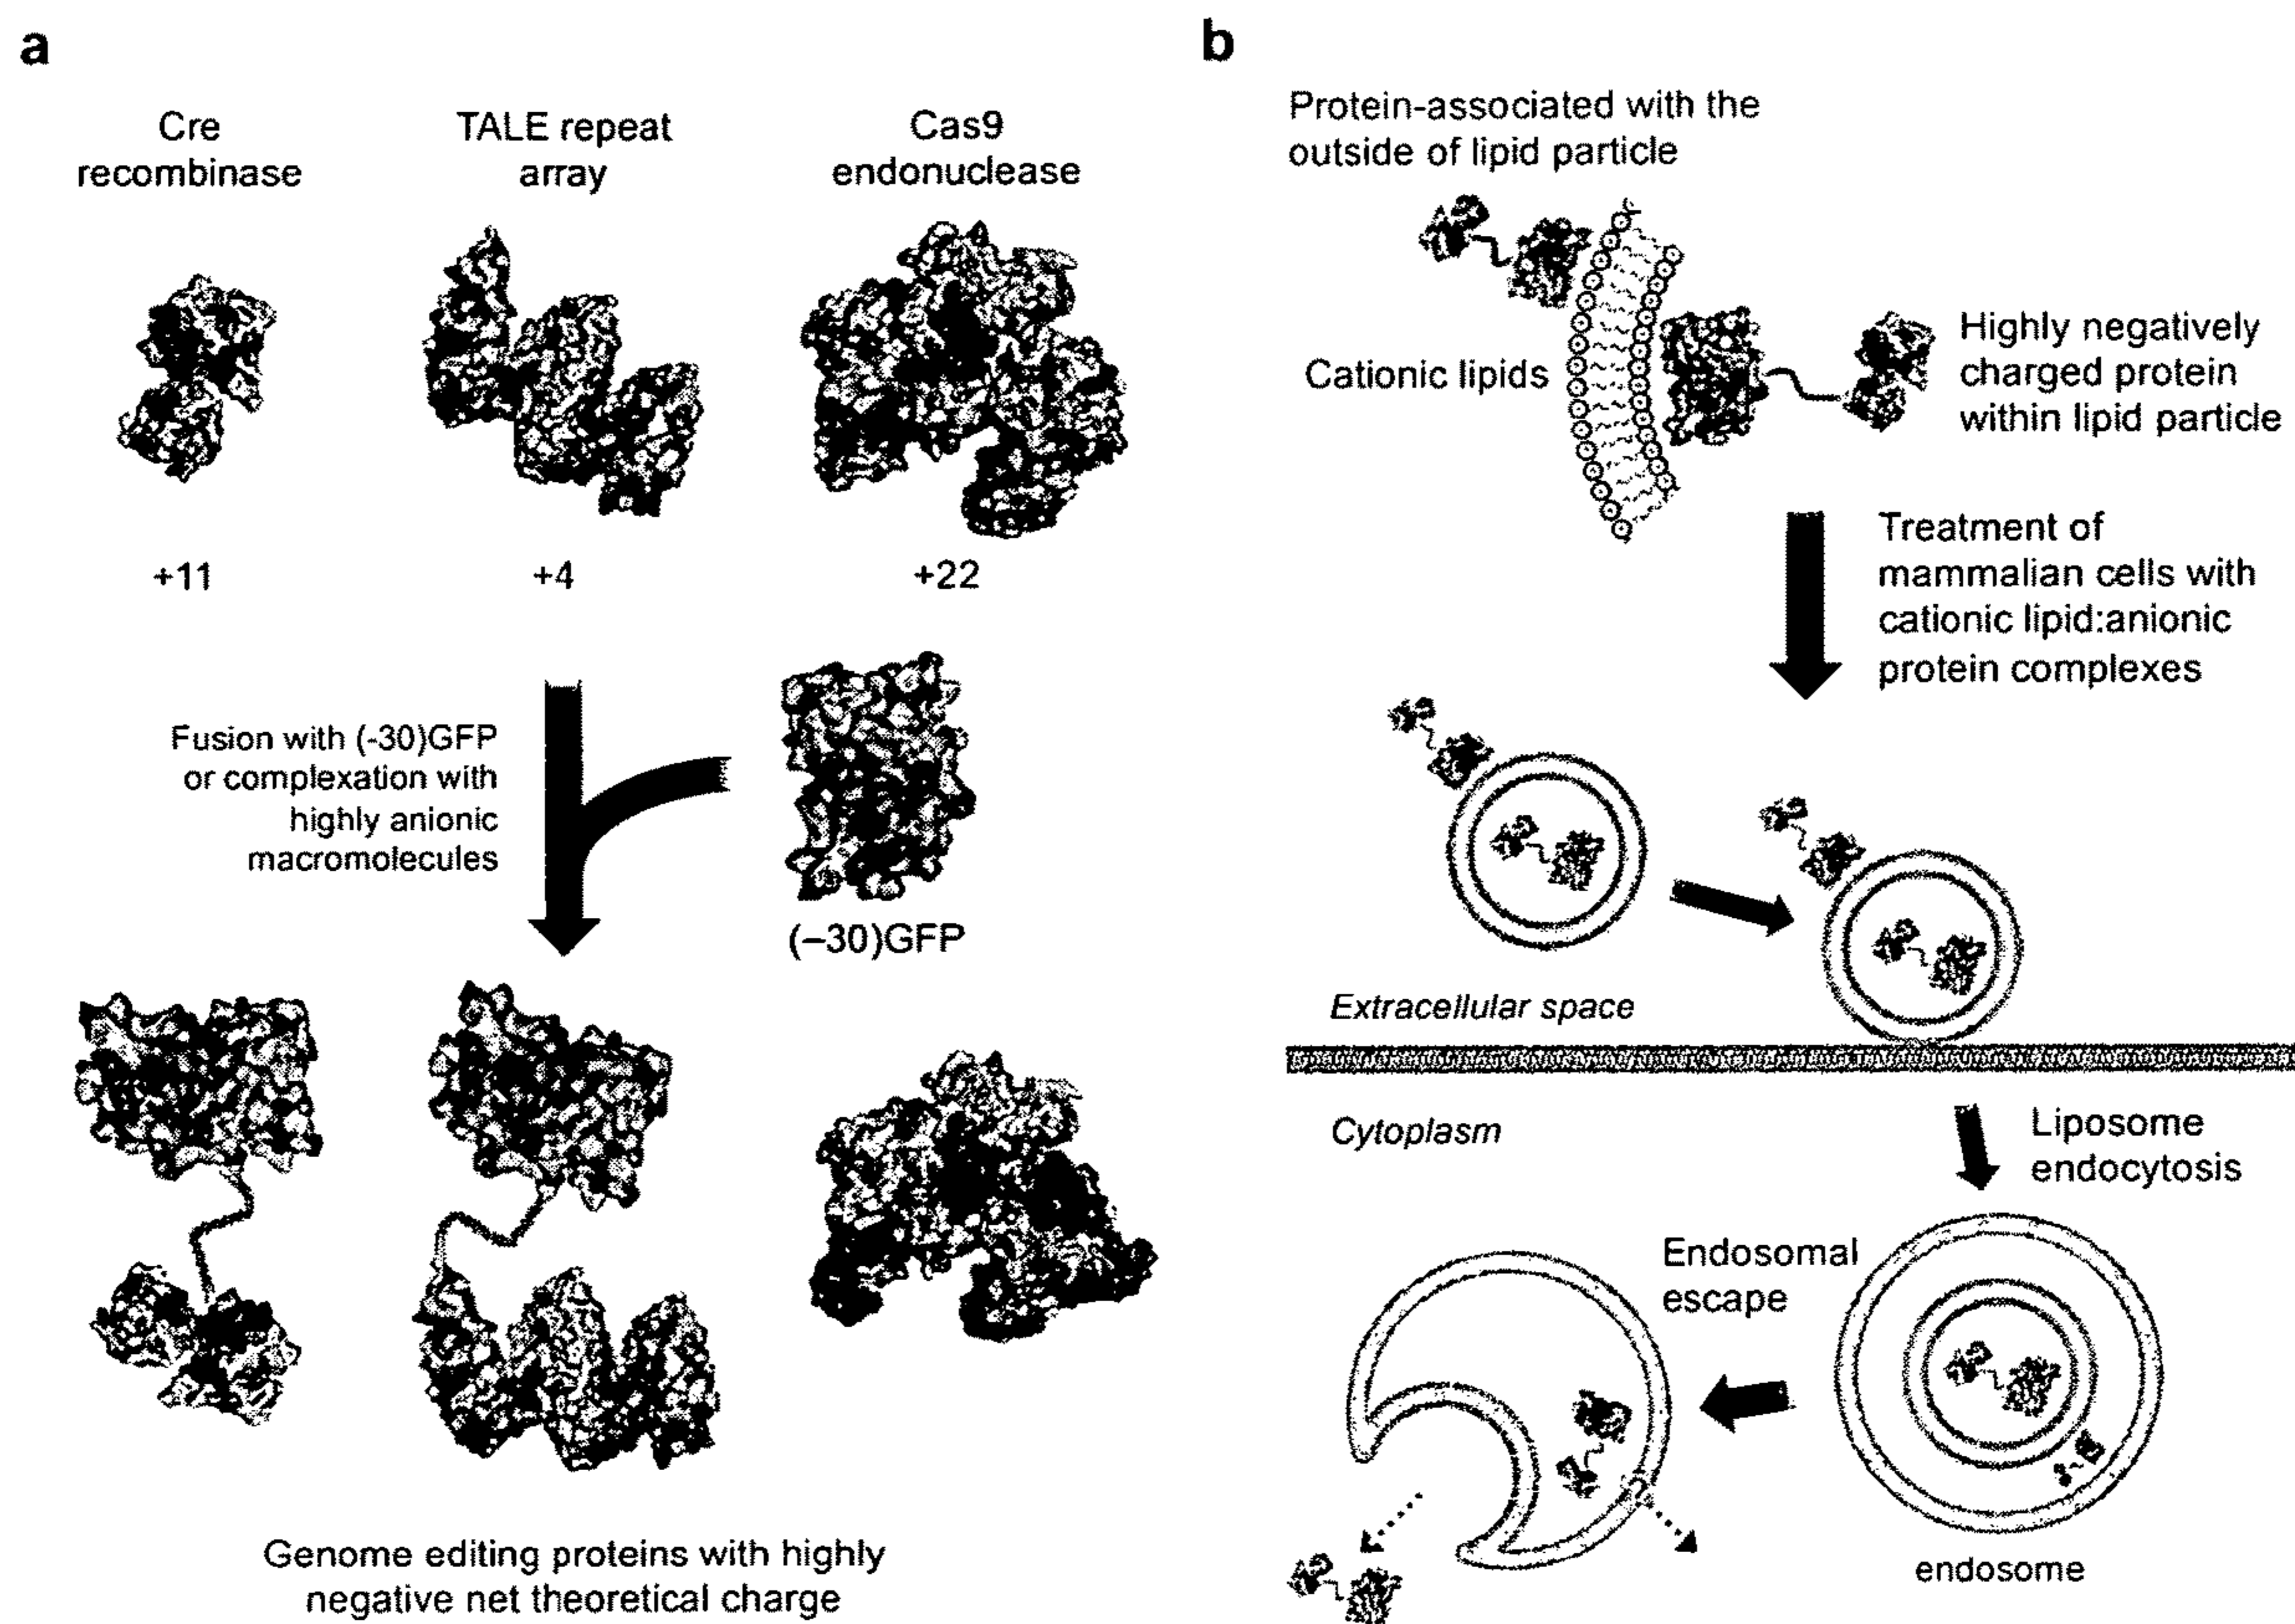 a
Cre
recombinase
TALE repeat
array
Cas9
endonuclease
+11
+4
+22
Fusion with (-30)GFP
or complexation with
highly anionic
macromolecules
(–30)GFP
Genome editing proteins with highly
negative net theoretical charge
b
Protein-associated with the
outside of lipid particle
Cationic lipids
Highly negatively
charged protein
within lipid particle
Treatment of
mammalian cells with
cationic lipid:anionic
protein complexes
Extracellular space
Cytoplasm
Liposome
endocytosis
Endosomal
escape
endosome